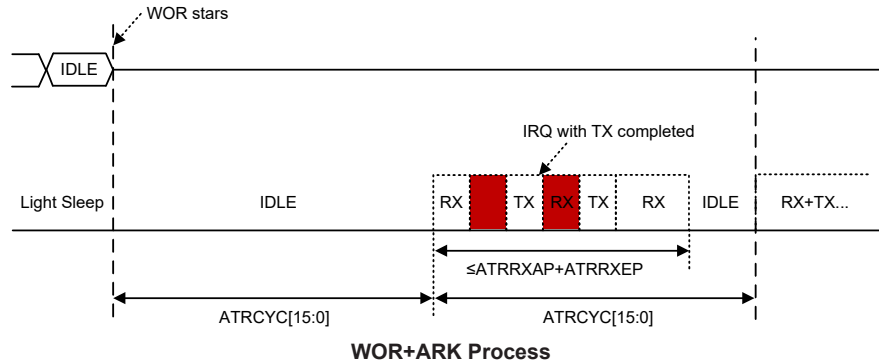 WOR stars
IDLE
IRQ with TX completed
Light Sleep IDLE RX TX RX TX RX IDLE RX+TX...
≤ATRRXAP+ATRRXEP
ATRCYC[15:0] ATRCYC[15:0]
WOR+ARK Process